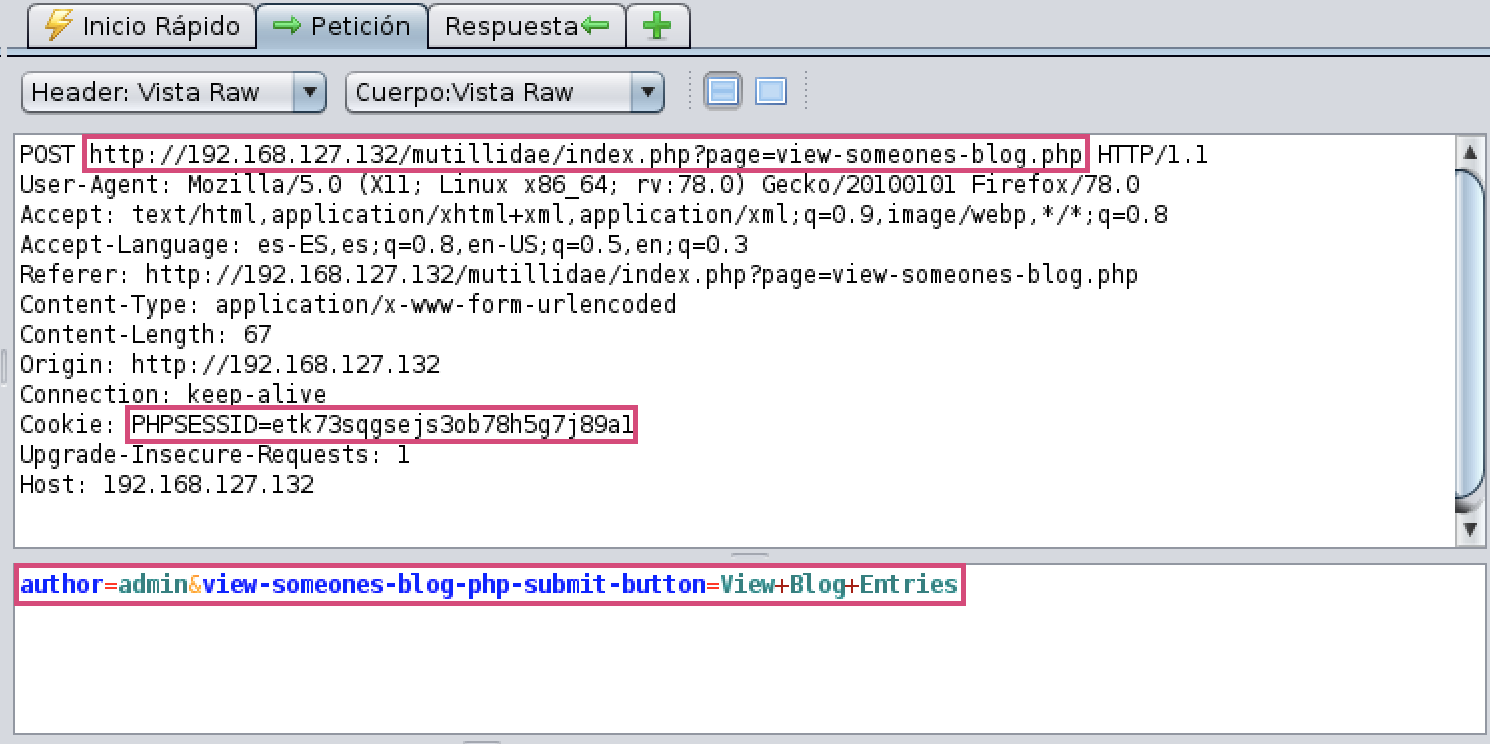 Inicio Rápido Petición Respuesta
Header: Vista Raw Cuerpo:Vista Raw
POST http://192.168.127.132/mutillidae/index.php?page=view-someones-blog.php HTTP/1.1
User-Agent: Mozilla/5.0 (X11; Linux x86_64; rv:78.0) Gecko/20100101 Firefox/78.0
Accept: text/html,application/xhtml+xml,application/xml;q=0.9,image/webp,*/*;q=0.8
Accept-Language: es-ES,es;q=0.8,en-US;q=0.5,en;q=0.3
Referer: http://192.168.127.132/mutillidae/index.php?page=view-someones-blog.php
Content-Type: application/x-www-form-urlencoded
Content-Length: 67
Origin: http://192.168.127.132
Connection: keep-alive
Cookie: PHPSESSID=etk73sqgsejs3ob78h5g7j89a1
Upgrade-Insecure-Requests: 1
Host: 192.168.127.132
author=admin&view-someones-blog-php-submit-button=View+Blog+Entries